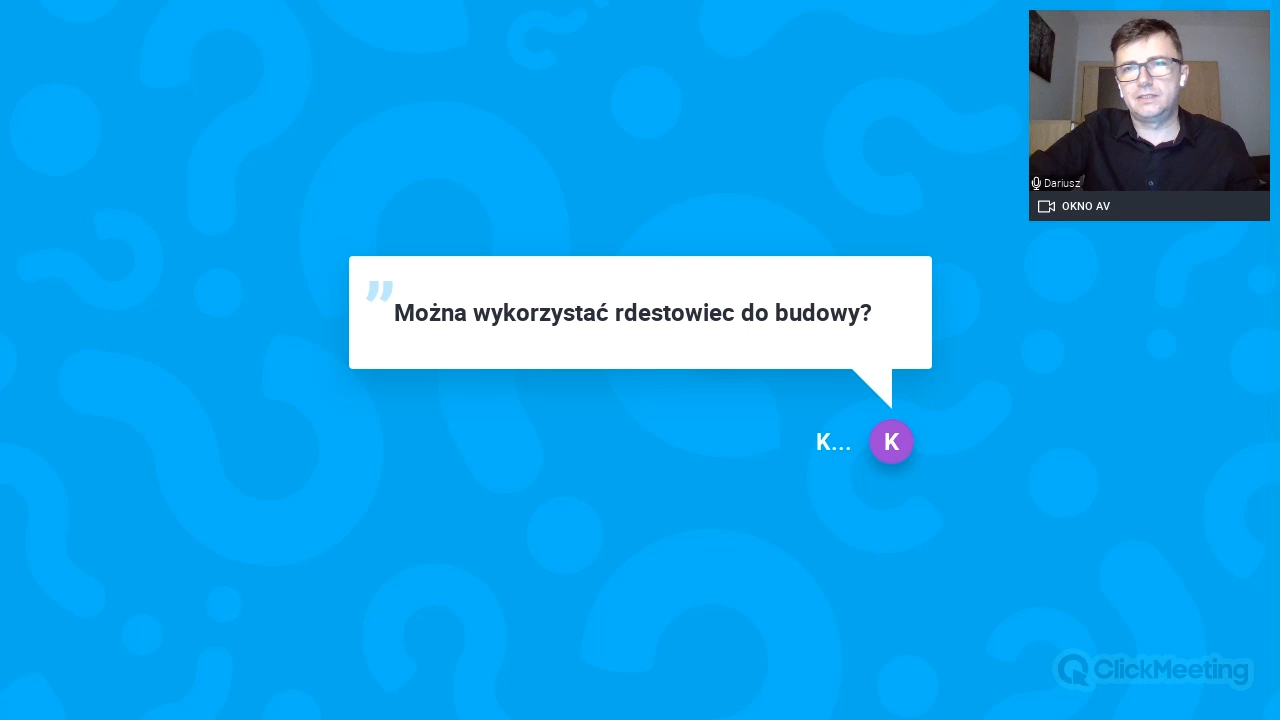 Dariusz
OKNO AV
” Można wykorzystać rdestowiec do budowy?
K... K
ClickMeeting